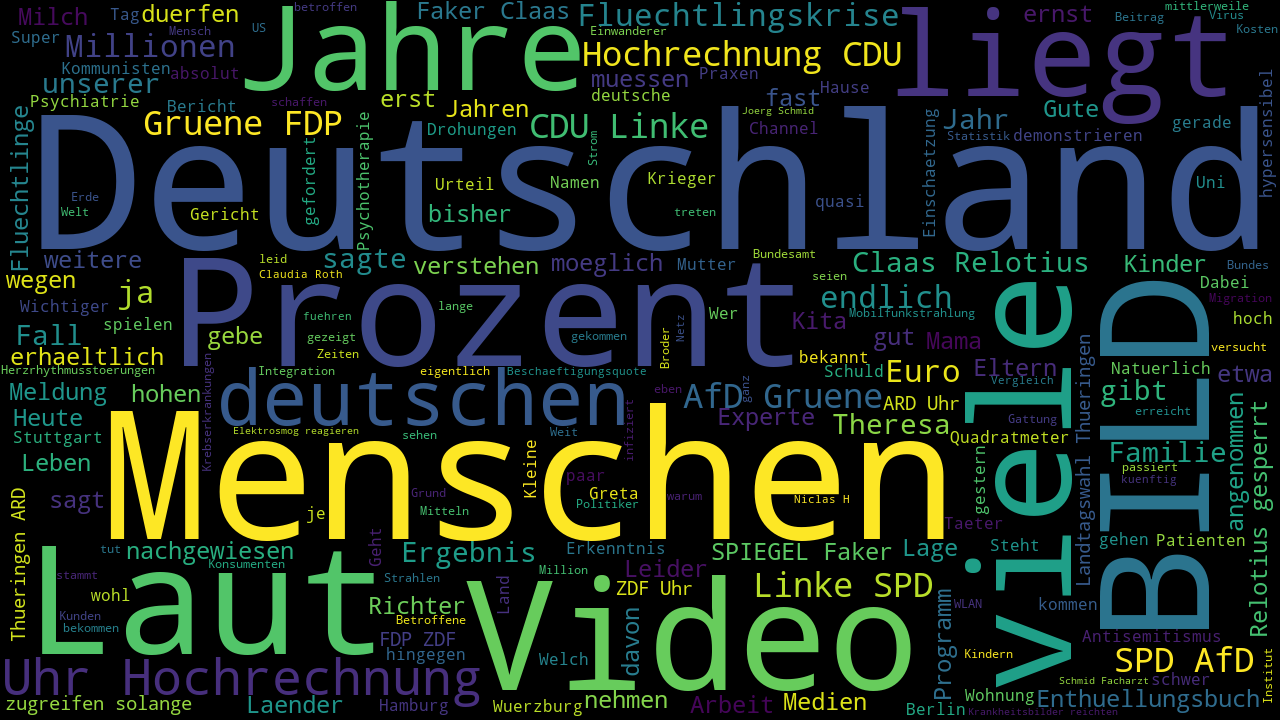 Milch
Tag
duerfen
betroffen
Faker Claas
Fluechtlingskrise
ernst
mittlerweile
Beitrag
Virus
Kosten
Super
Millionen
Mensch
US
Jahre
Einwanderer
Hochrechnung CDU
liegt
Kommunisten
absolut
unserer
muessen
Praxen
Hause
Psychiatrie
Bericht
schaffen
erst
Jahren
deutsche
fast
Joerg Schmid
Gute
Gruene FDP
Drohungen
CDU Linke
Channel
Jahr
Statistik
demonstrieren
gerade
hypersensibel
Fluechtlinge
Deutschland
gefordert
Psychotherapie
Strom
Einschaetzung
Erde
Welt
Gericht
Urteil
bisher
Namen
Krieger
treten
quasi
Uni
weitere
leid
Claudia Roth
sagte
verstehen
moeglich
Mutter
Bundesamt
seien
Claas Relotius
Kinder
Bundes
Dabei
wegen
ja
Wichtiger
spielen
Prozent
lange
fuehren
gezeigt
Zeiten
gekommen
Netz
Broder
Wer
Kita
endlich
Mobilfunkstrahlung
viele
BILD
Migration
hoch
Fall
gebe
erhaeltlich
Herzrhythmusstoerungen
Krebserkrankungen
Integration
eigentlich
Beschaeftigungsquote
bekannt
Schuld
gut
Mama
Euro
Eltern
Vergleich
versucht
Natuerlich
etwa
gibt
erreicht
Meldung
hohen
deutschen
eben
ganz
AfD Gruene
ARD Uhr
Gattung
Landtagswahl Thueringen
Heute
Stuttgart
Elektrosmog reagieren
sehen
Weit
infiziert
Experte
Theresa
Quadratmeter
Familie
angenommen
Relotius gesperrt
Leben
Menschen
Kleine
passiert
kuenftig
gestern
sagt
je
Grund
Mitteln
paar
Greta
Politiker
warum
Niclas H
Taeter
Thueringen ARD
tut
nachgewiesen
Konsumenten
Geht
Ergebnis
Erkenntnis
SPIEGEL Faker
Lage
Steht
gehen
Patienten
stammt
Laut
Strahlen
Land
Million
Leider
wohl
Kunden
bekommen
Richter
Betroffene
Video
ZDF Uhr
Linke SPD
WLAN
kommen
FDP ZDF
hingegen
Welch
davon
Programm
Kindern
Antisemitismus
SPD AfD
Institut
Uhr Hochrechnung
Schmid Facharzt
schwer
zugreifen solange
Laender
Hamburg
Wuerzburg
nehmen
Arbeit
Medien
Berlin
Wohnung
Krankheitsbilder reichten
Enthuellungsbuch